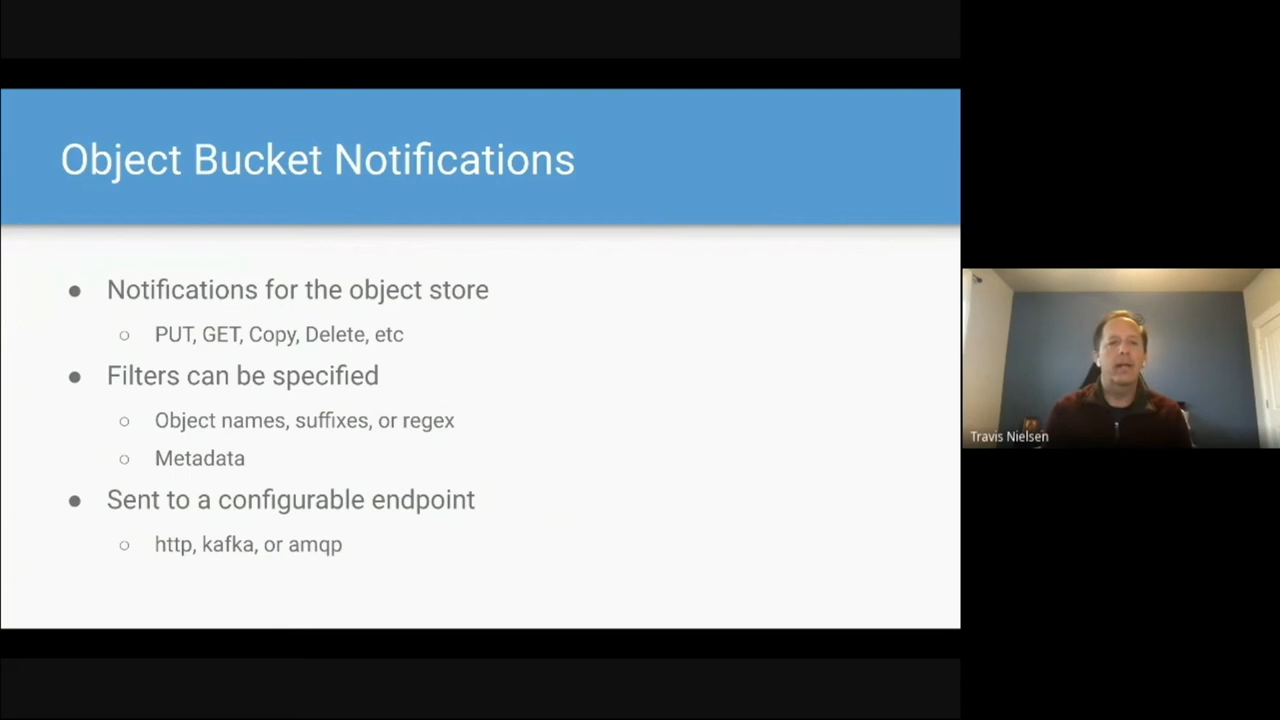 Object Bucket Notifications
● Notifications for the object store
○ PUT, GET, Copy, Delete, etc
● Filters can be specified
○ Object names, suffixes, or regex
○ Metadata
● Sent to a configurable endpoint
○ http, kafka, or amqp
Travis Nielsen